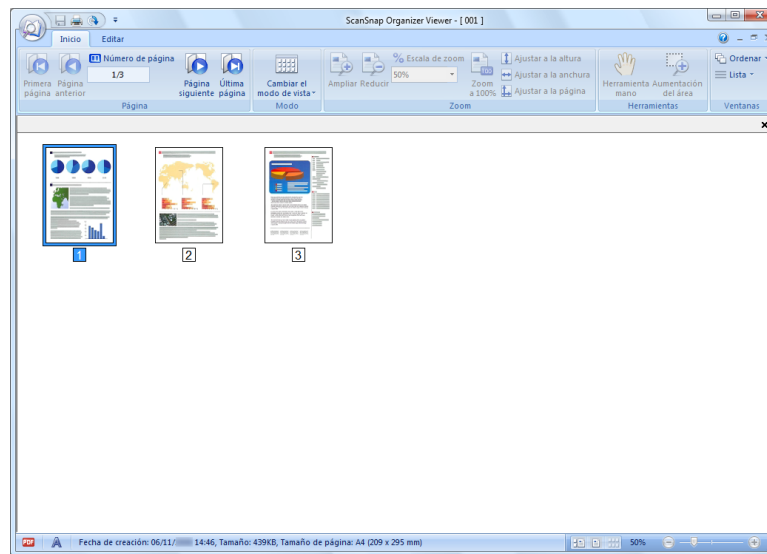 ScanSnap Organizer Viewer - [ 001 ]
Inicio Editar
Primera página
Página anterior
Número de página
1/3
Página siguiente
Última página
Página
Cambiar el modo de vista
Modo
Ampliar
Reducir
% Escala de zoom
50%
Zoom a 100%
Ajustar a la altura
Ajustar a la anchura
Ajustar a la página
Zoom
Herramienta mano
Aumentación del área
Herramientas
Ordenar
Lista
Ventanas
1 2 3
PDF A Fecha de creación: 06/11/ 14:46, Tamaño: 439KB, Tamaño de página: A4 (209 x 295 mm) 50%